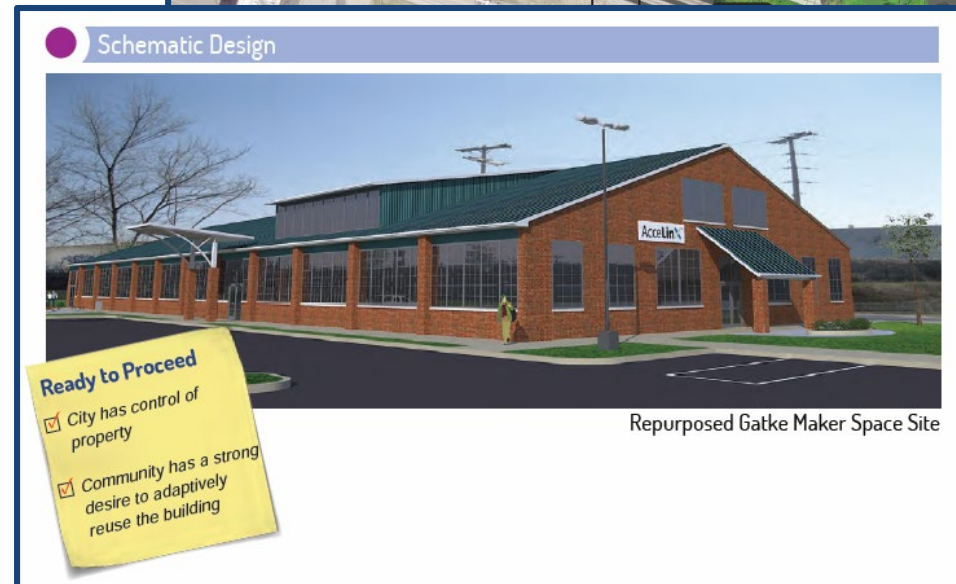 Schematic Design
AcceLinx
Repurposed Gatke Maker Space Site
Ready to Proceed
☑ City has control of
property
☑ Community has a strong
desire to adaptively
reuse the building